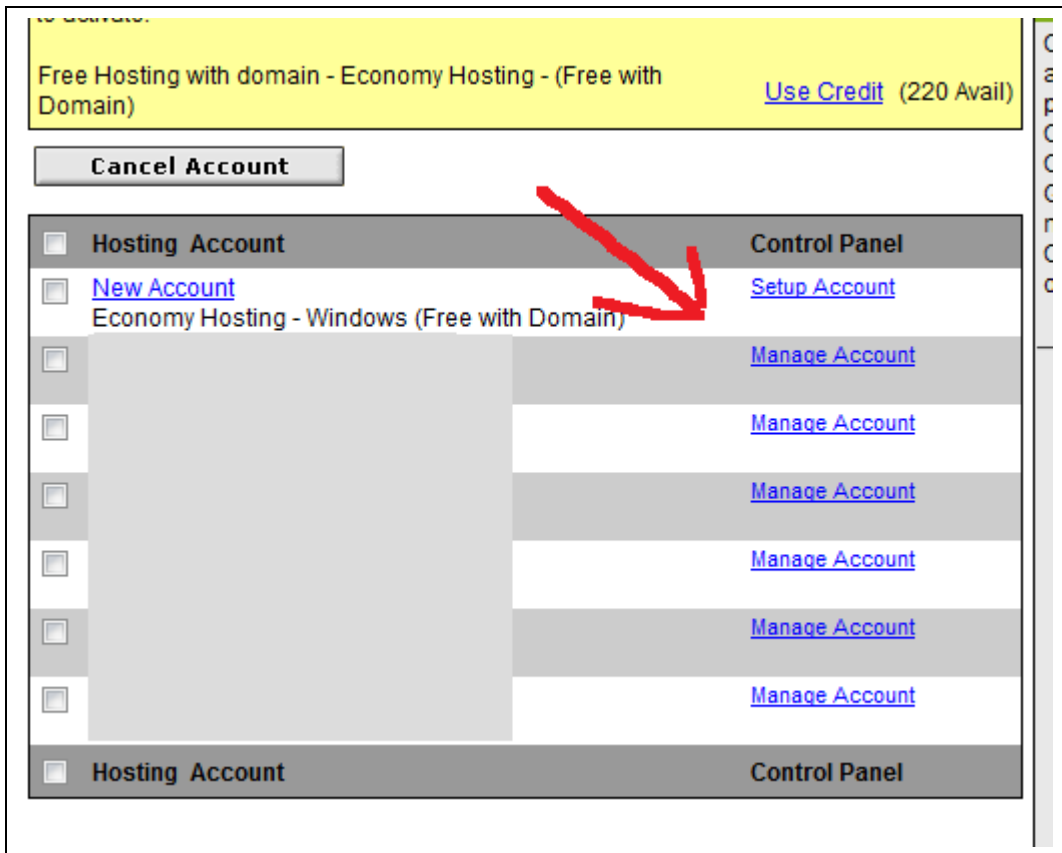 to activate.
Free Hosting with domain - Economy Hosting - (Free with
Domain)
Use Credit (220 Avail)
Cancel Account
Hosting Account Control Panel
New Account Setup Account
Economy Hosting - Windows (Free with Domain)
Manage Account
Manage Account
Manage Account
Manage Account
Manage Account
Manage Account
Hosting Account Control Panel